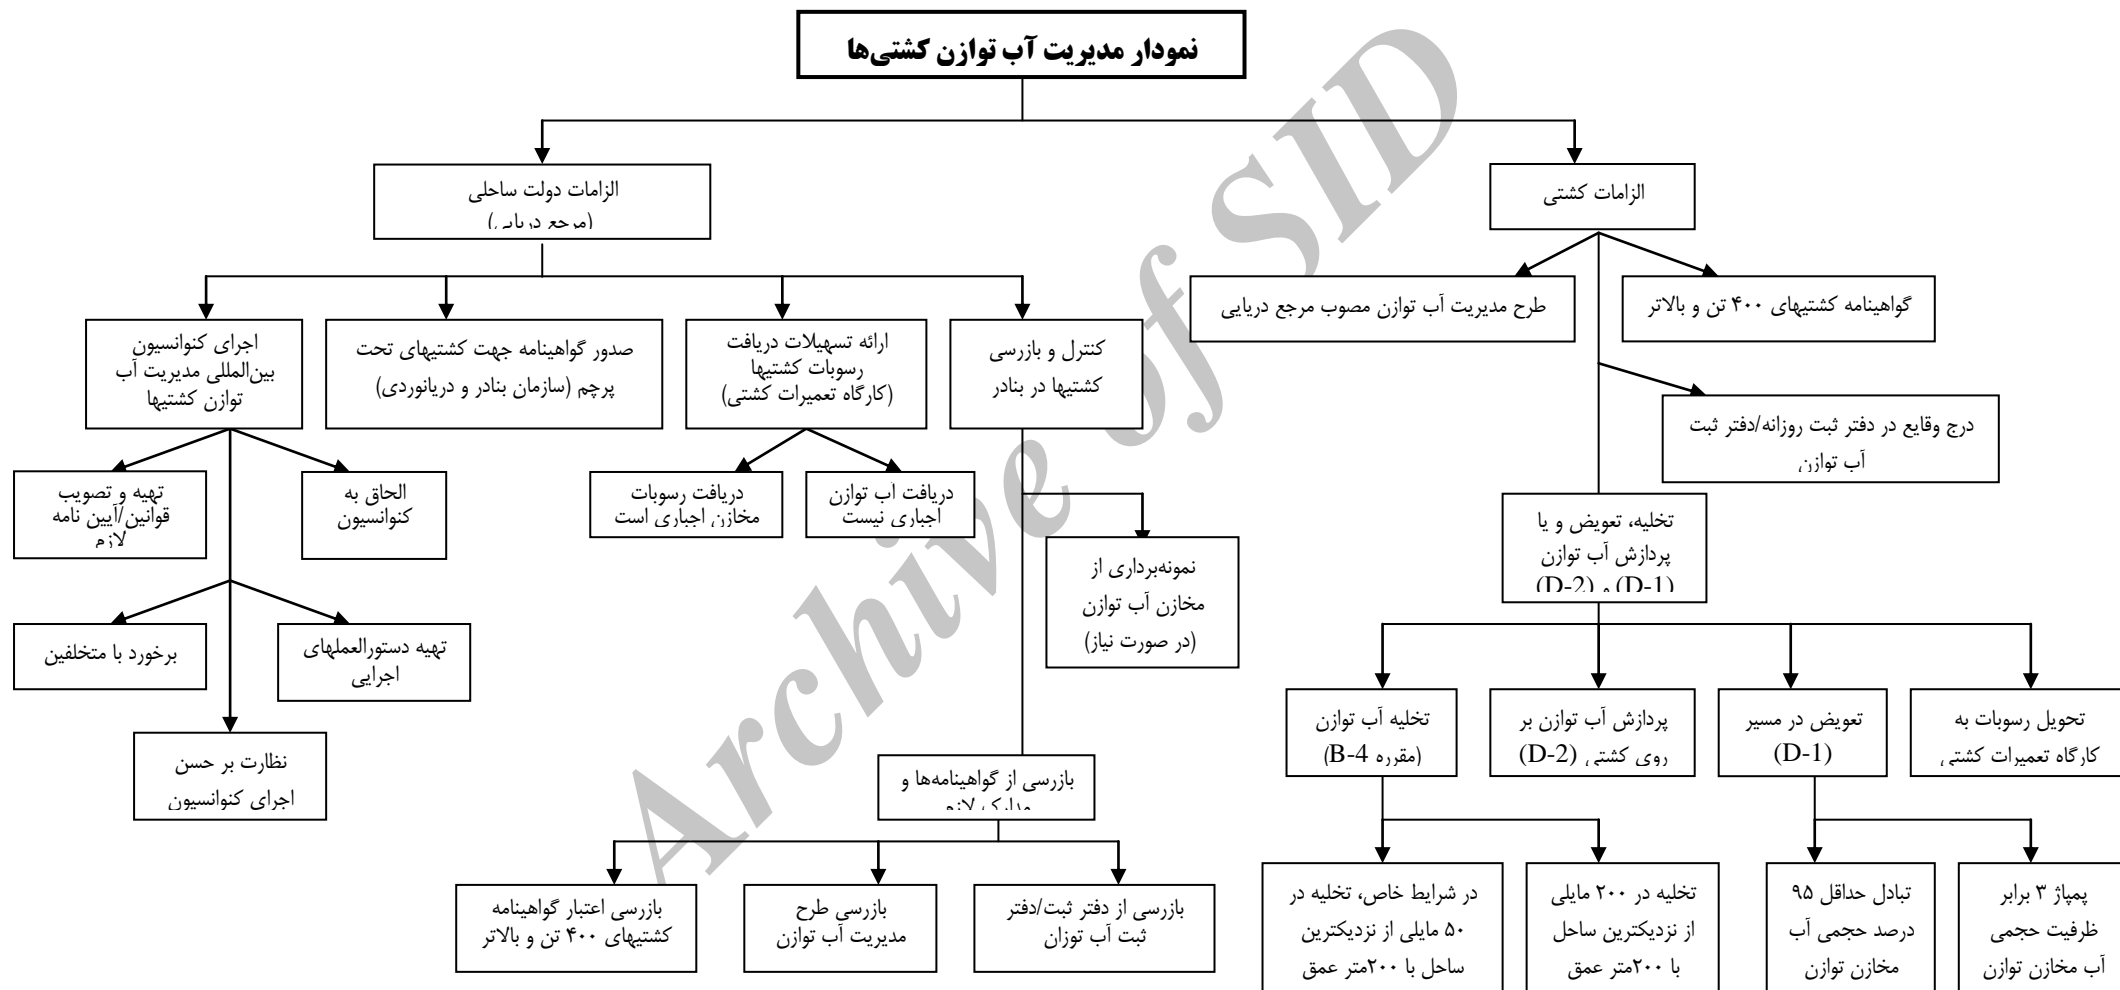 نمودار مدیریت آب توازن کشتی‌ها
الزامات کشتی
الزامات دولت ساحلی
(مرجع دریایی)
گواهینامه کشتیهای ۴۰۰ تن و بالاتر
طرح مدیریت آب توازن مصوب مرجع دریایی
درج وقایع در دفتر ثبت روزانه/دفتر ثبت
آب توازن
تخلیه، تعویض و یا
پردازش آب توازن
(D-1) و (D-2)
تحویل رسوبات به
کارگاه تعمیرات کشتی
تعویض در مسیر
(D-1)
پردازش آب توازن بر
روی کشتی (D-2)
تخلیه آب توازن
(مقرره B-4)
پمپاژ ۳ برابر
ظرفیت حجمی
آب مخازن توازن
تبادل حداقل ۹۵
درصد حجمی آب
مخازن توازن
تخلیه در ۲۰۰ مایلی
از نزدیکترین ساحل
با ۲۰۰متر عمق
در شرایط خاص، تخلیه در
۵۰ مایلی از نزدیکترین
ساحل با ۲۰۰متر عمق
کنترل و بازرسی
کشتیها در بنادر
ارائه تسهیلات دریافت
رسوبات کشتیها
(کارگاه تعمیرات کشتی)
صدور گواهینامه جهت کشتیهای تحت
پرچم (سازمان بنادر و دریانوردی)
اجرای کنوانسیون
بین‌المللی مدیریت آب
توازن کشتیها
نمونه‌برداری از
مخازن آب توازن
(در صورت نیاز)
بازرسی از گواهینامه‌ها و
مدارک لازم
بازرسی از دفتر ثبت/دفتر
ثبت آب توزان
بازرسی طرح
مدیریت آب توازن
بازرسی اعتبار گواهینامه
کشتیهای ۴۰۰ تن و بالاتر
دریافت آب توازن
اجباری نیست
دریافت رسوبات
مخازن اجباری است
الحاق به
کنوانسیون
تهیه و تصویب
قوانین/آیین نامه
لازم
تهیه دستورالعملهای
اجرایی
برخورد با متخلفین
نظارت بر حسن
اجرای کنوانسیون
Archive of SID